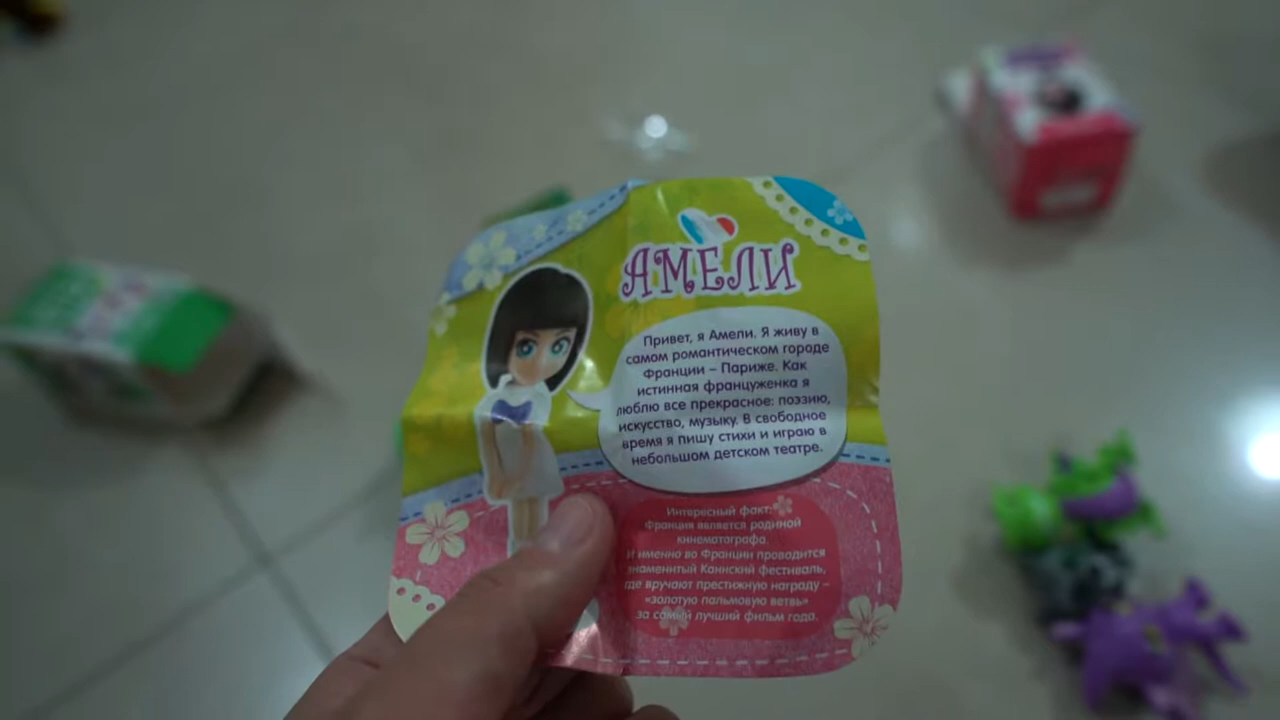 АМЕЛИ
Привет, я Амели. Я живу в
самом романтическом городе
Франции – Париже. Как
истинная француженка я
люблю все прекрасное: поэзию,
искусство, музыку. В свободное
время я пишу стихи и играю в
небольшом детском театре.
Интересный факт:
Франция является родиной
кинематографа.
И именно во Франции проводится
знаменитый Каннский фестиваль,
где вручают престижную награду –
«золотую пальмовую ветвь»
за самый лучший фильм года.